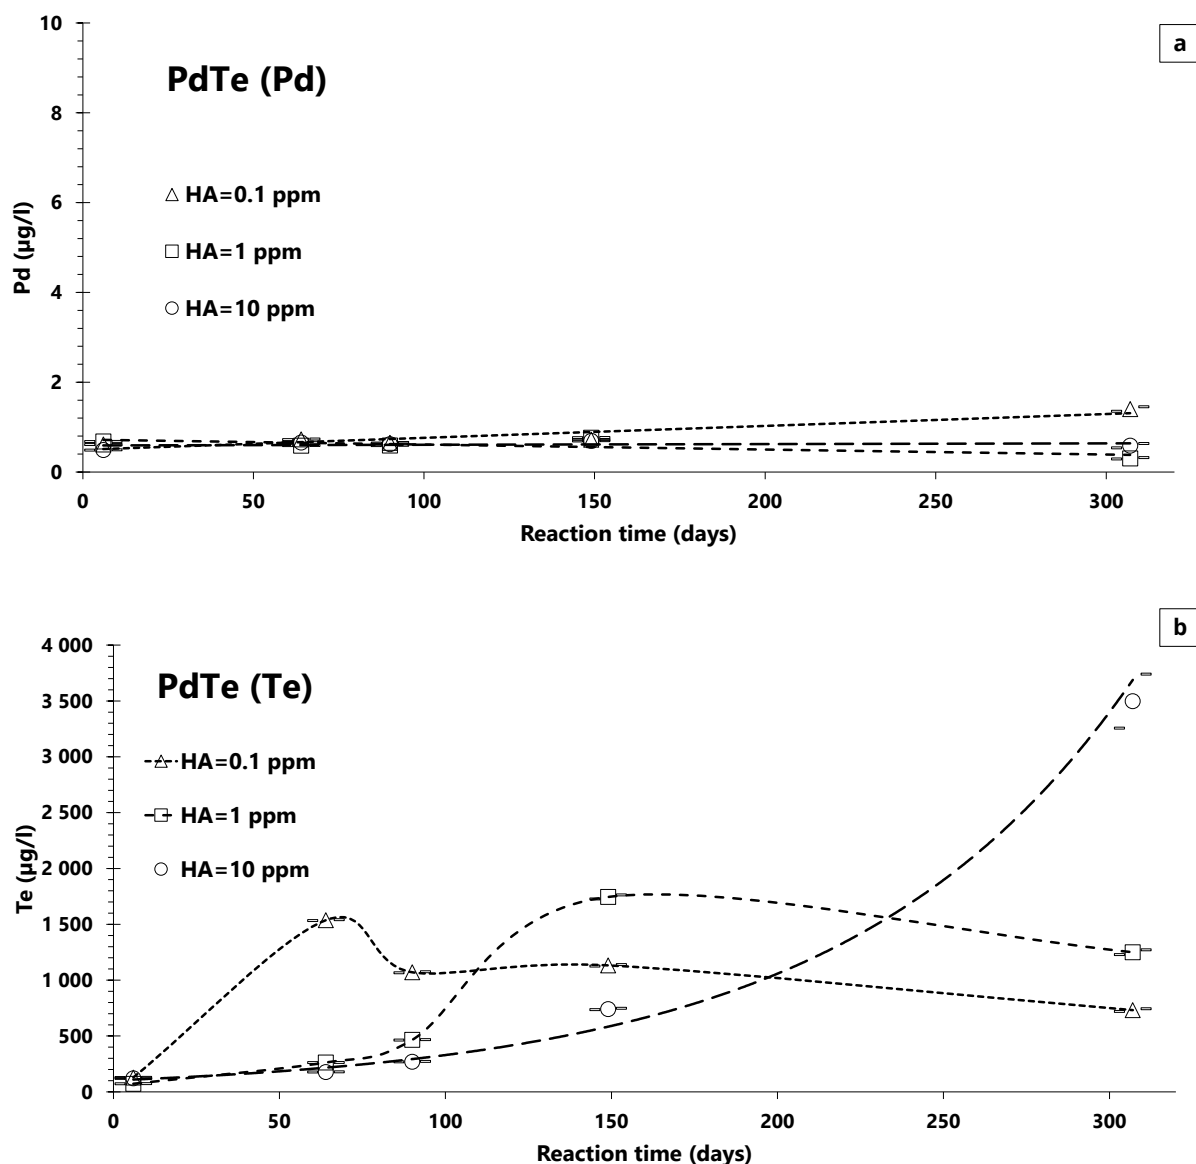 a
PdTe (Pd)
HA=0.1 ppm
HA=1 ppm
HA=10 ppm
Pd (µg/l)
10
8
6
4
2
0
0 50 100 150 200 250 300
Reaction time (days)
b
PdTe (Te)
HA=0.1 ppm
HA=1 ppm
HA=10 ppm
Te (µg/l)
4 000
3 500
3 000
2 500
2 000
1 500
1 000
500
0
0 50 100 150 200 250 300
Reaction time (days)